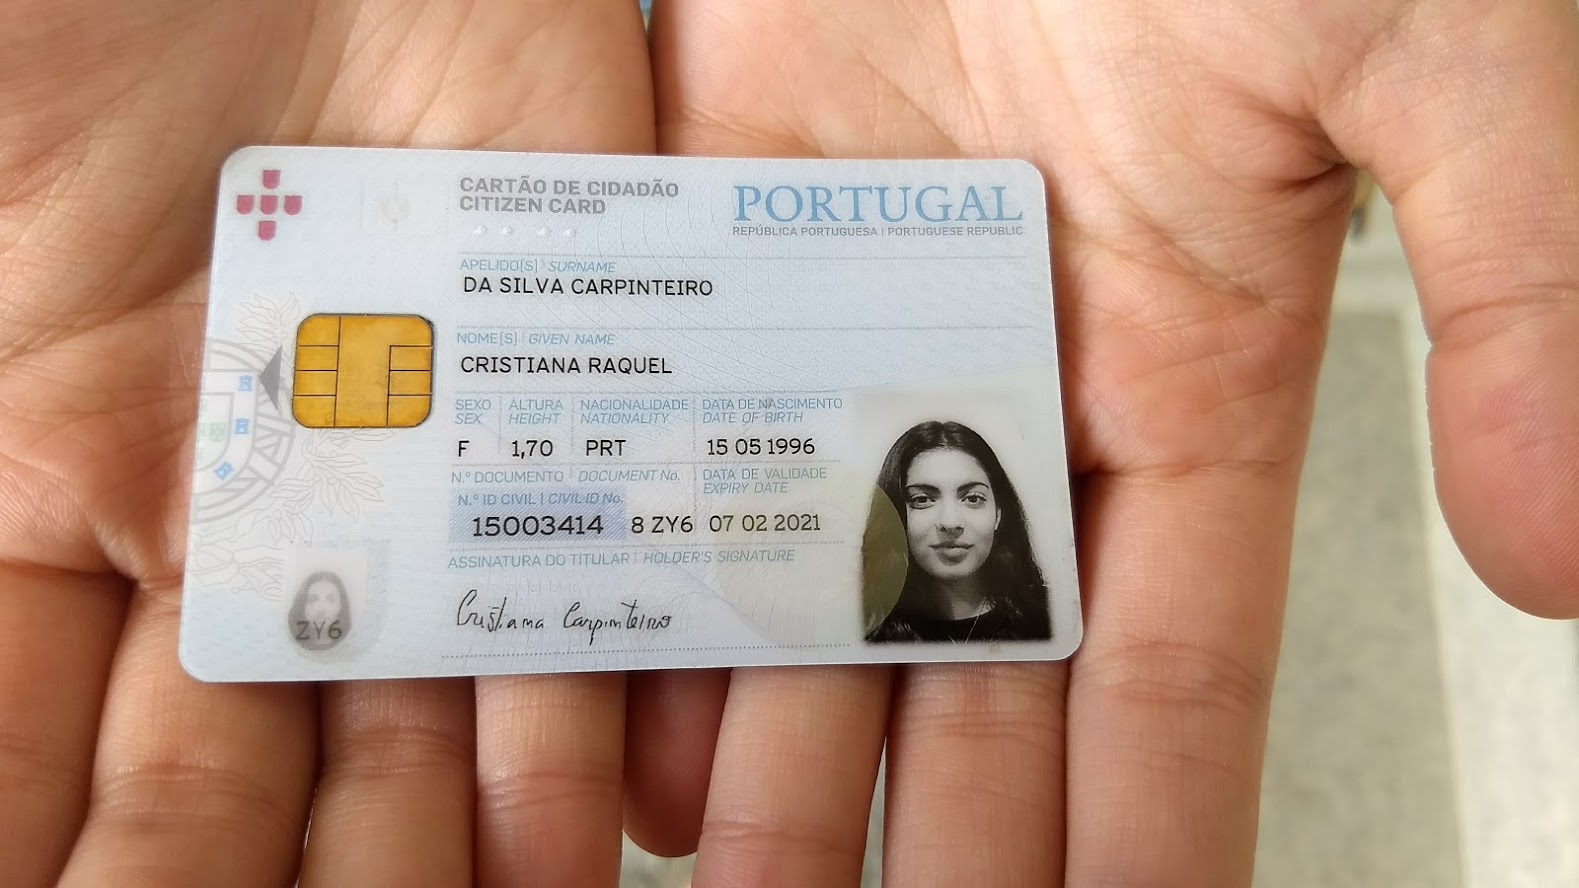 CARTÃO DE CIDADÃO
CITIZEN CARD
PORTUGAL
REPÚBLICA PORTUGUESA | PORTUGUESE REPUBLIC
APELIDO[S] SURNAME
DA SILVA CARPINTEIRO
NOME[S] GIVEN NAME
CRISTIANA RAQUEL
SEXO ALTURA NACIONALIDADE DATA DE NASCIMENTO
SEX HEIGHT NATIONALITY DATE OF BIRTH
F 1,70 PRT 15 05 1996
N.º DOCUMENTO DOCUMENT No. DATA DE VALIDADE
N.º ID CIVIL | CIVIL ID No. EXPIRY DATE
15003414 8 ZY6 07 02 2021
ASSINATURA DO TITULAR HOLDER'S SIGNATURE
Cristiana Carpinteiro
ZY6